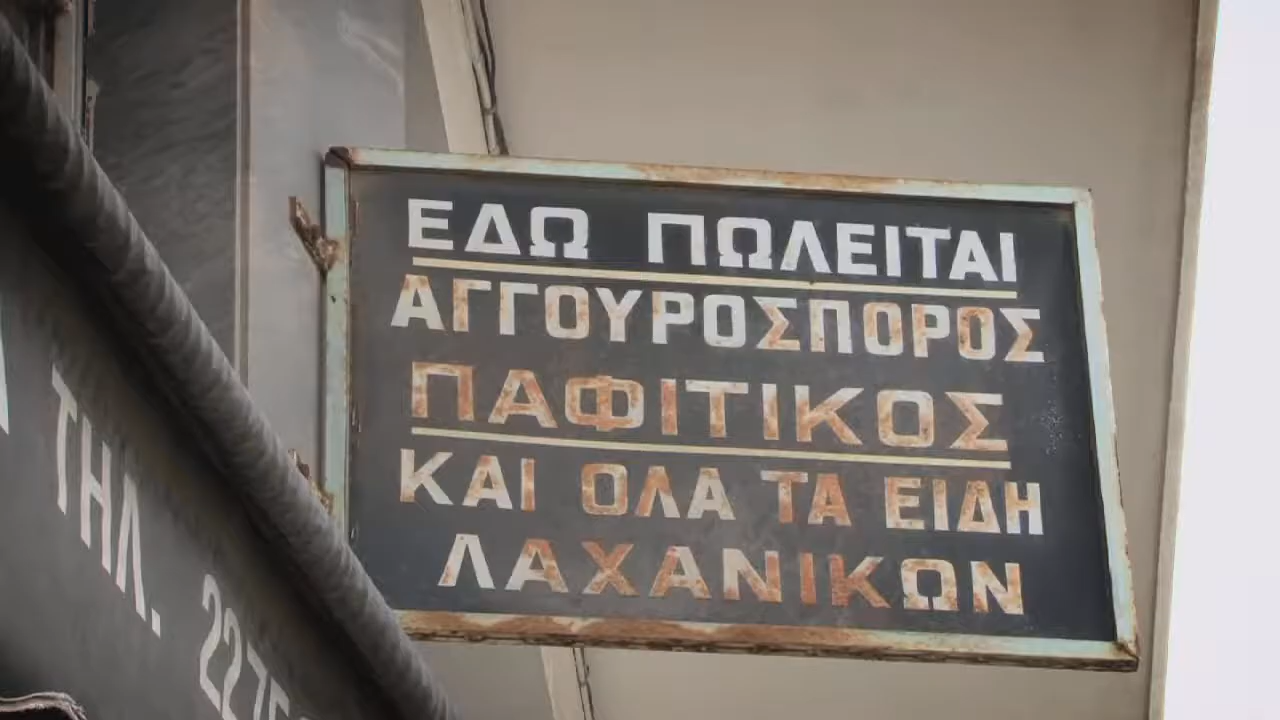 ΕΔΩ ΠΩΛΕΙΤΑΙ
ΑΓΓΟΥΡΟΣΠΟΡΟΣ
ΠΑΦΙΤΙΚΟΣ
ΚΑΙ ΟΛΑ ΤΑ ΕΙΔΗ
ΛΑΧΑΝΙΚΩΝ
ΤΗΛ.